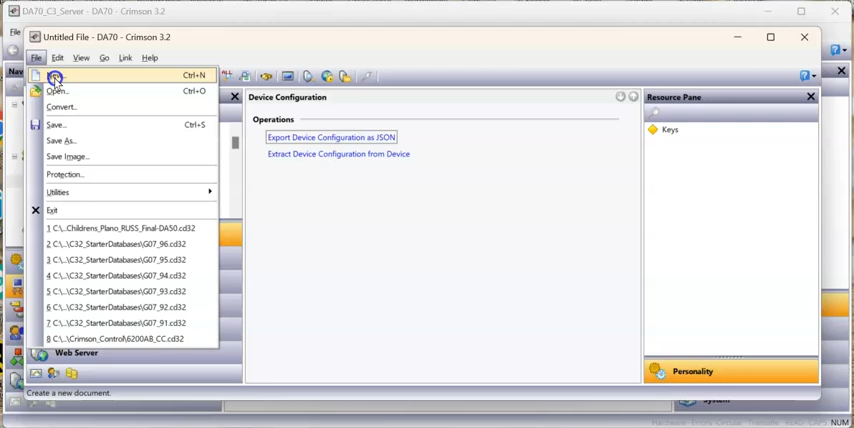 DA70_C3_Server - DA70 - Crimson 3.2
Untitled File - DA70 - Crimson 3.2
File Edit View Go Link Help
Ctrl+N
Open... Ctrl+O
Convert...
Save... Ctrl+S
Save As...
Save Image...
Protection...
Utilities
Exit
1 C:\...Childrens_Plano_RUSS_Final-DA50.cd32
2 C:\...\C32_StarterDatabases\G07_96.cd32
3 C:\...\C32_StarterDatabases\G07_95.cd32
4 C:\...\C32_StarterDatabases\G07_94.cd32
5 C:\...\C32_StarterDatabases\G07_93.cd32
6 C:\...\C32_StarterDatabases\G07_92.cd32
7 C:\...\C32_StarterDatabases\G07_91.cd32
8 C:\...\Crimson_Control\6200AB_CC.cd32
Web Server
Device Configuration
Operations
Export Device Configuration as JSON
Extract Device Configuration from Device
Resource Pane
Keys
Personality
Create a new document.
NUM